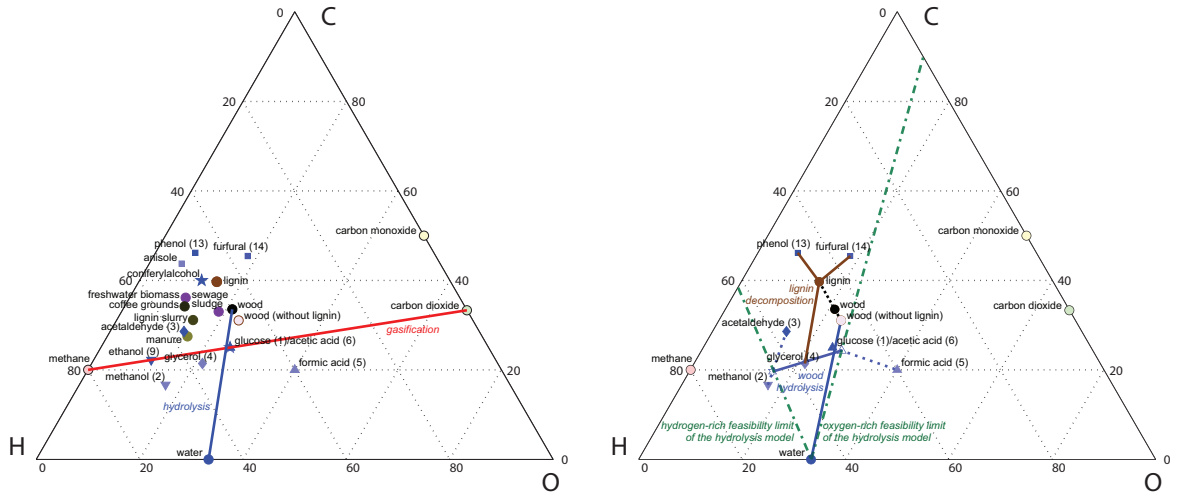 C
0
20
80
40
60
phenol (13)
furfural (14)
anisole
carbon monoxide
coniferylalcohol
60
lignin
40
freshwater biomass
sewage
sludge
coffee grounds
wood
carbon dioxide
lignin slurry
wood (without lignin)
acetaldehyde (3)
gasification
manure
glucose (1)/acetic acid (6)
methane
ethanol (9)
glycerol (4)
formic acid (5)
80
20
methanol (2)
hydrolysis
H
water
0
0
20
40
60
80
O
C
0
20
80
40
60
phenol (13)
furfural (14)
carbon monoxide
60
lignin
40
lignin
decomposition
wood
carbon dioxide
wood (without lignin)
acetaldehyde (3)
glucose (1)/acetic acid (6)
methane
glycerol (4)
formic acid (5)
80
20
methanol (2)
wood
hydrolysis
hydrogen-rich feasibility limit
of the hydrolysis model
oxygen-rich feasibility limit
of the hydrolysis model
H
water
0
0
20
40
60
80
O